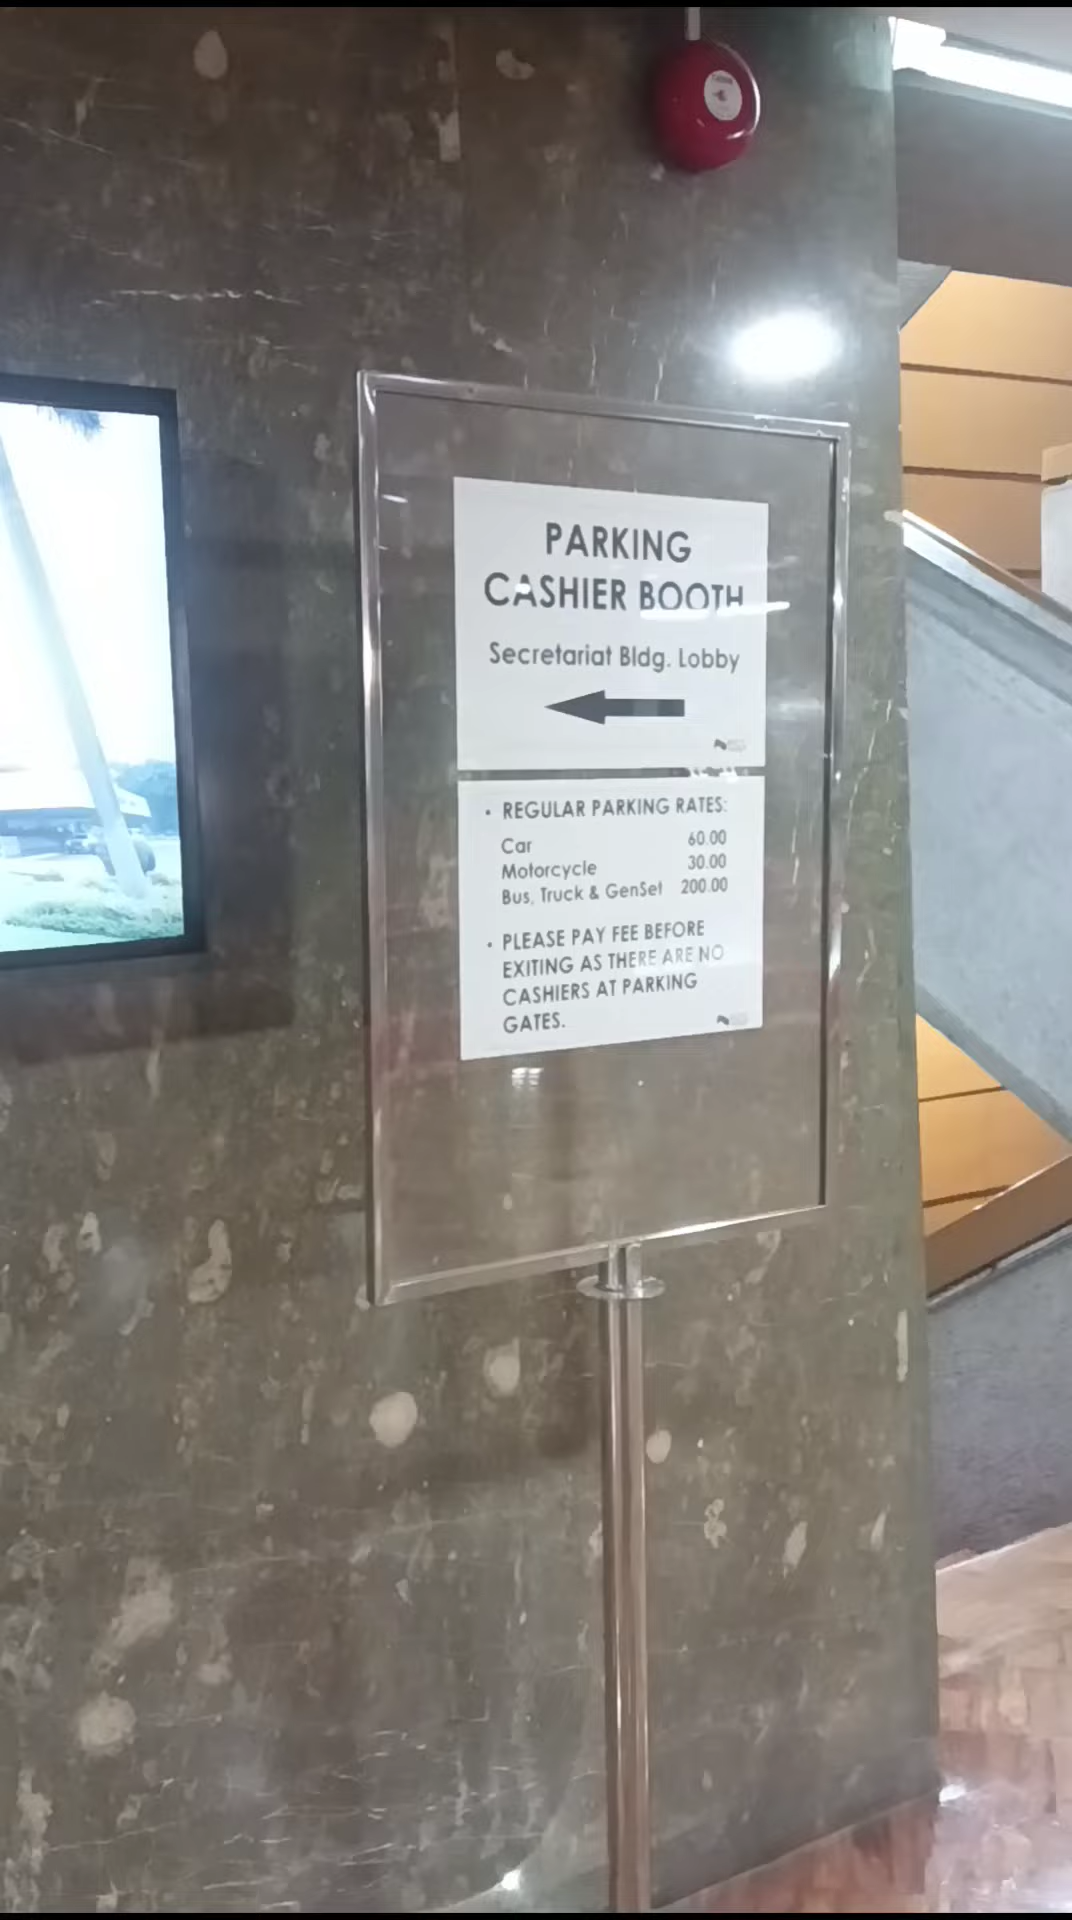 PARKING
CASHIER BOOTH
Secretariat Bldg. Lobby
• REGULAR PARKING RATES:
Car 60.00
Motorcycle 30.00
Bus, Truck & GenSet 200.00
• PLEASE PAY FEE BEFORE
EXITING AS THERE ARE NO
CASHIERS AT PARKING
GATES.